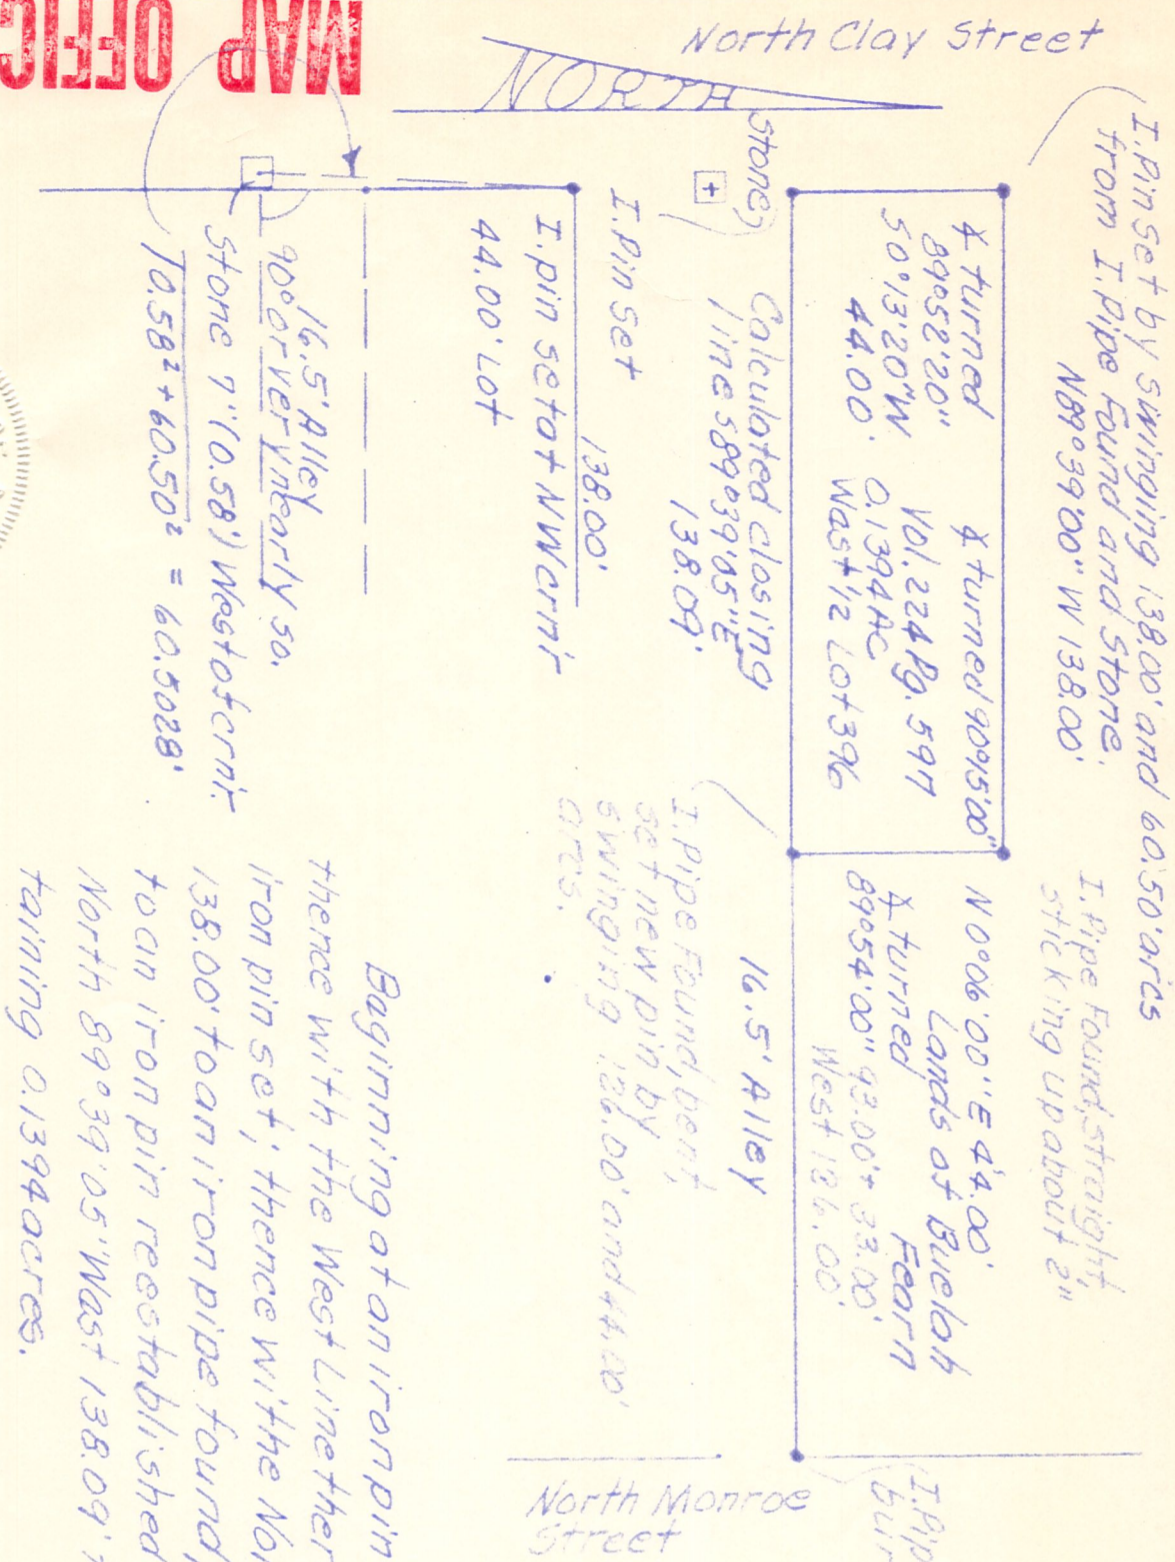 MAP OFFIC
North Clay Street
NORTH
I. Pin set by swinging 138.00' and 60.50' arcs
from I. Pipe Found and Stone.
N89°39'00" W 138.00'
I. Pipe Found, straight,
sticking up about 2"
∡ turned
89°52'20"
S0°13'20"W
44.00'
∡ turned 90°15'00"
Vol. 224 Pg. 597
0.1394 Ac
West 1/2 Lot 396
N 0°06'00" E 44.00'
Lands of Buelah
Fearn
∡ turned
89°54'00" 93.00' + 33.00'
West 126.00'
Stone
Calculated closing
line S89°39'05"E
138.09'
16.5' Alley
I. Pipe Found, bent,
set new pin by
swinging 126.00' and 44.00'
arcs.
I. Pin Set
138.00'
I. pin set at NW crnr
44.00' Lot
16.5' Alley
90° or very nearly so.
Stone 7" (0.58') West of crnr.
√0.58² + 60.50² = 60.5028'
North Monroe
Street
I. Pip
bur
Beginning at an iron pin
thence with the West Line ther
iron pin set; thence with the Nor
138.00' to an iron pipe found,
to an iron pin reestablished
North 89°39'05" West 138.09'
taining 0.1394 acres.